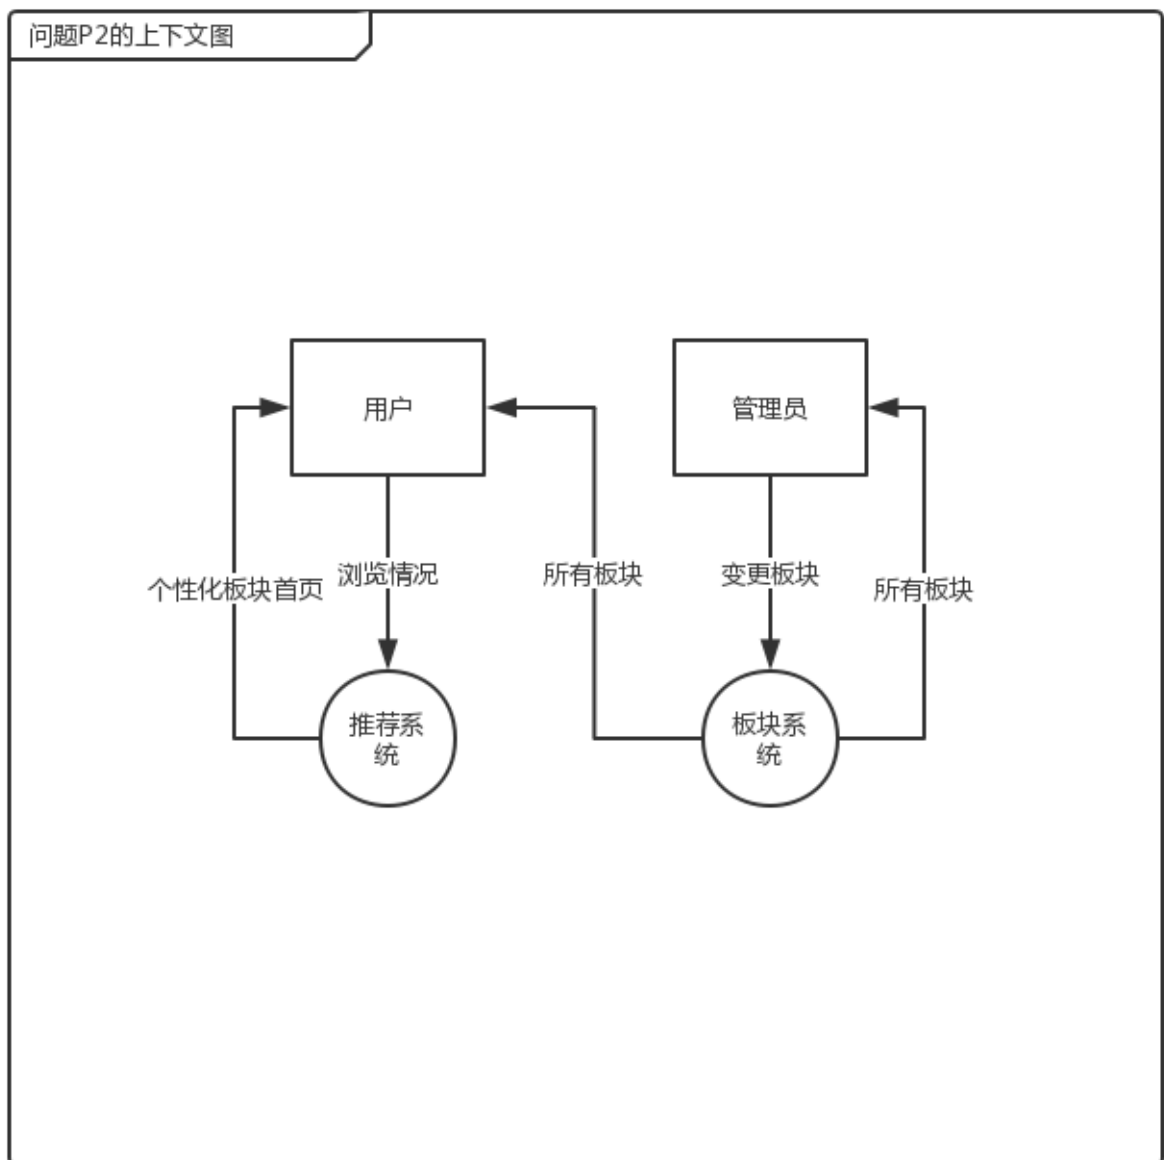 问题P2的上下文图
用户
管理员
个性化板块首页
浏览情况
所有板块
变更板块
所有板块
推荐系
统
板块系
统